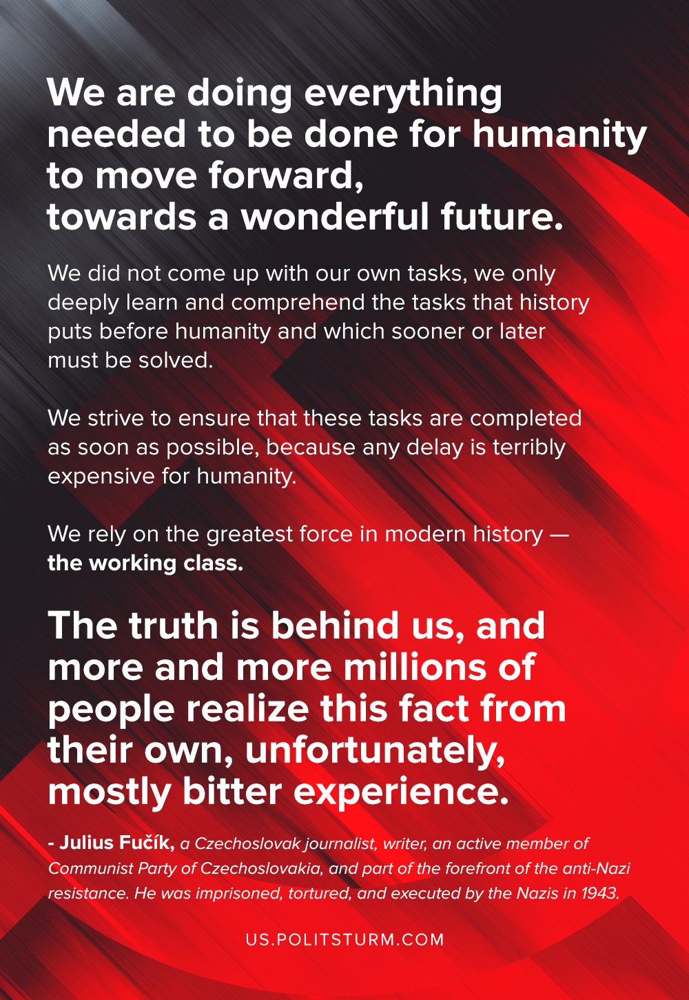 We are doing everything
needed to be done for humanity
to move forward,
towards a wonderful future.
We did not come up with our own tasks, we only
deeply learn and comprehend the tasks that history
puts before humanity and which sooner or later
must be solved.
We strive to ensure that these tasks are completed
as soon as possible, because any delay is terribly
expensive for humanity.
We rely on the greatest force in modern history —
the working class.
The truth is behind us, and
more and more millions of
people realize this fact from
their own, unfortunately,
mostly bitter experience.
- Julius Fučík, a Czechoslovak journalist, writer, an active member of
Communist Party of Czechoslovakia, and part of the forefront of the anti-Nazi
resistance. He was imprisoned, tortured, and executed by the Nazis in 1943.
US.POLITSTURM.COM